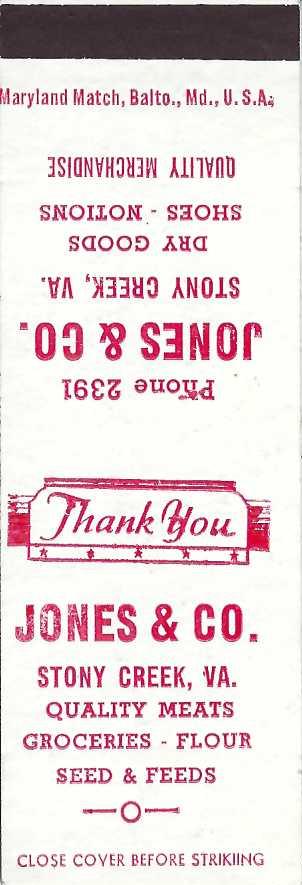 Maryland Match, Balto., Md., U.S.A.
Phone 2391
JONES & CO.
STONY CREEK, VA.
DRY GOODS
SHOES - NOTIONS
QUALITY MERCHANDISE
Thank You
JONES & CO.
STONY CREEK, VA.
QUALITY MEATS
GROCERIES - FLOUR
SEED & FEEDS
CLOSE COVER BEFORE STRIKIING